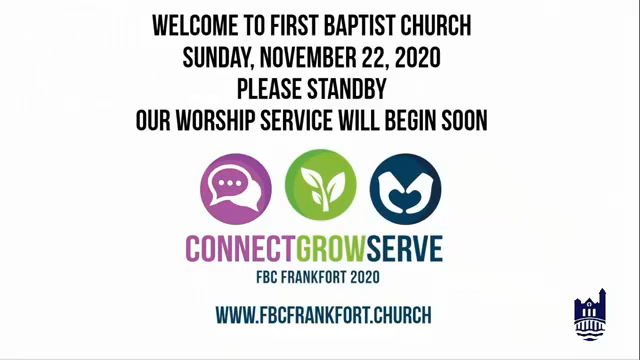 WELCOME TO FIRST BAPTIST CHURCH
SUNDAY, NOVEMBER 22, 2020
PLEASE STANDBY
OUR WORSHIP SERVICE WILL BEGIN SOON
CONNECTGROWSERVE
FBC FRANKFORT 2020
WWW.FBCFRANKFORT.CHURCH